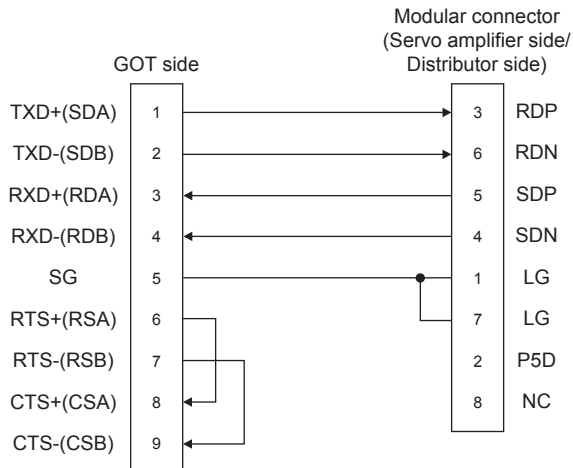 Modular connector
(Servo amplifier side/
GOT side Distributor side)
TXD+(SDA) 1 3 RDP
TXD-(SDB) 2 6 RDN
RXD+(RDA) 3 5 SDP
RXD-(RDB) 4 4 SDN
SG 5 1 LG
RTS+(RSA) 6 7 LG
RTS-(RSB) 7 2 P5D
CTS+(CSA) 8 8 NC
CTS-(CSB) 9